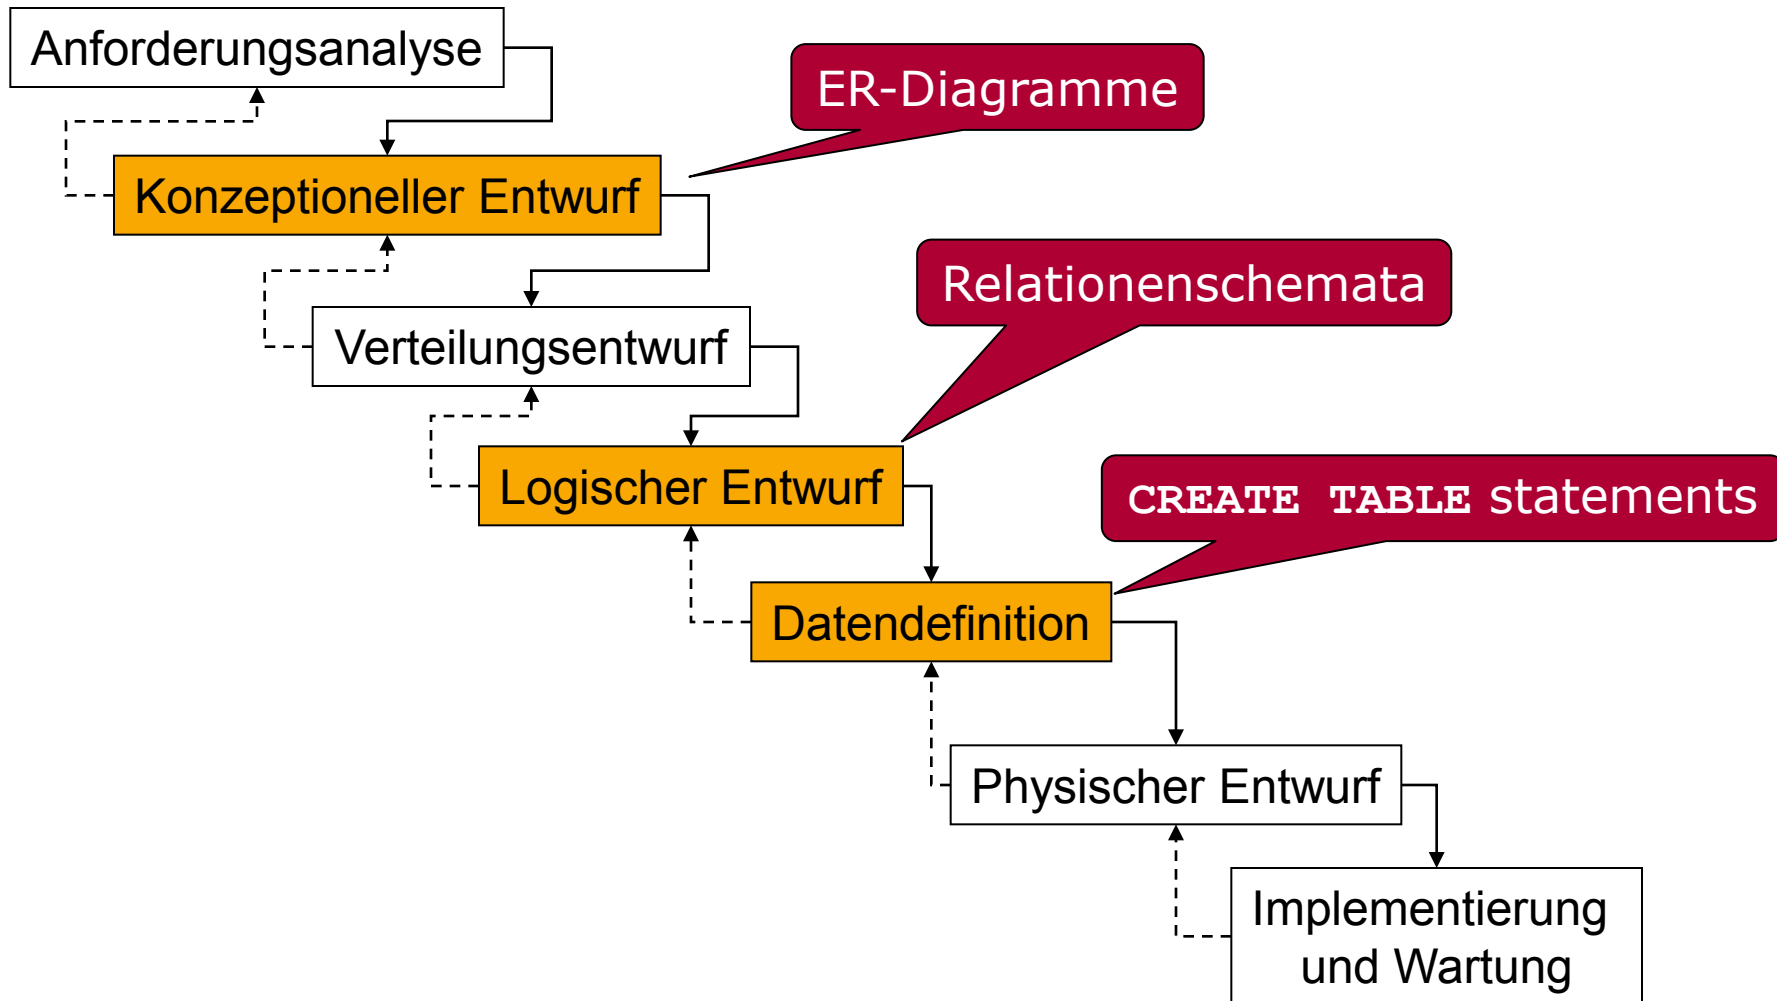 Anforderungsanalyse
ER-Diagramme
Konzeptioneller Entwurf
Relationenschemata
Verteilungsentwurf
Logischer Entwurf
CREATE TABLE statements
Datendefinition
Physischer Entwurf
Implementierung
und Wartung